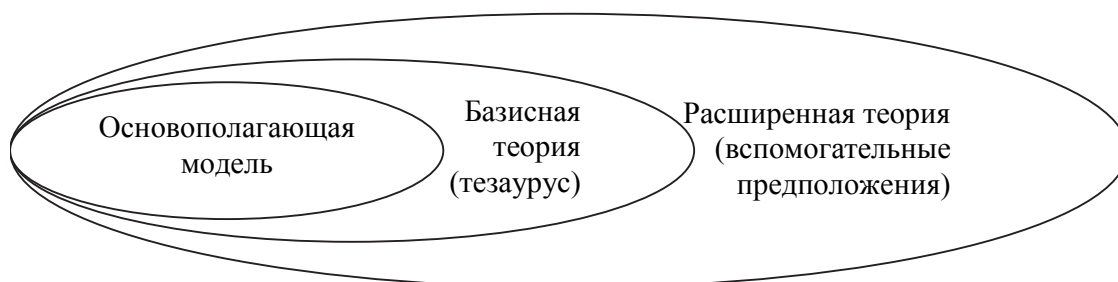 Основополагающая
модель
Базисная
теория
(тезаурус)
Расширенная теория
(вспомогательные
предположения)